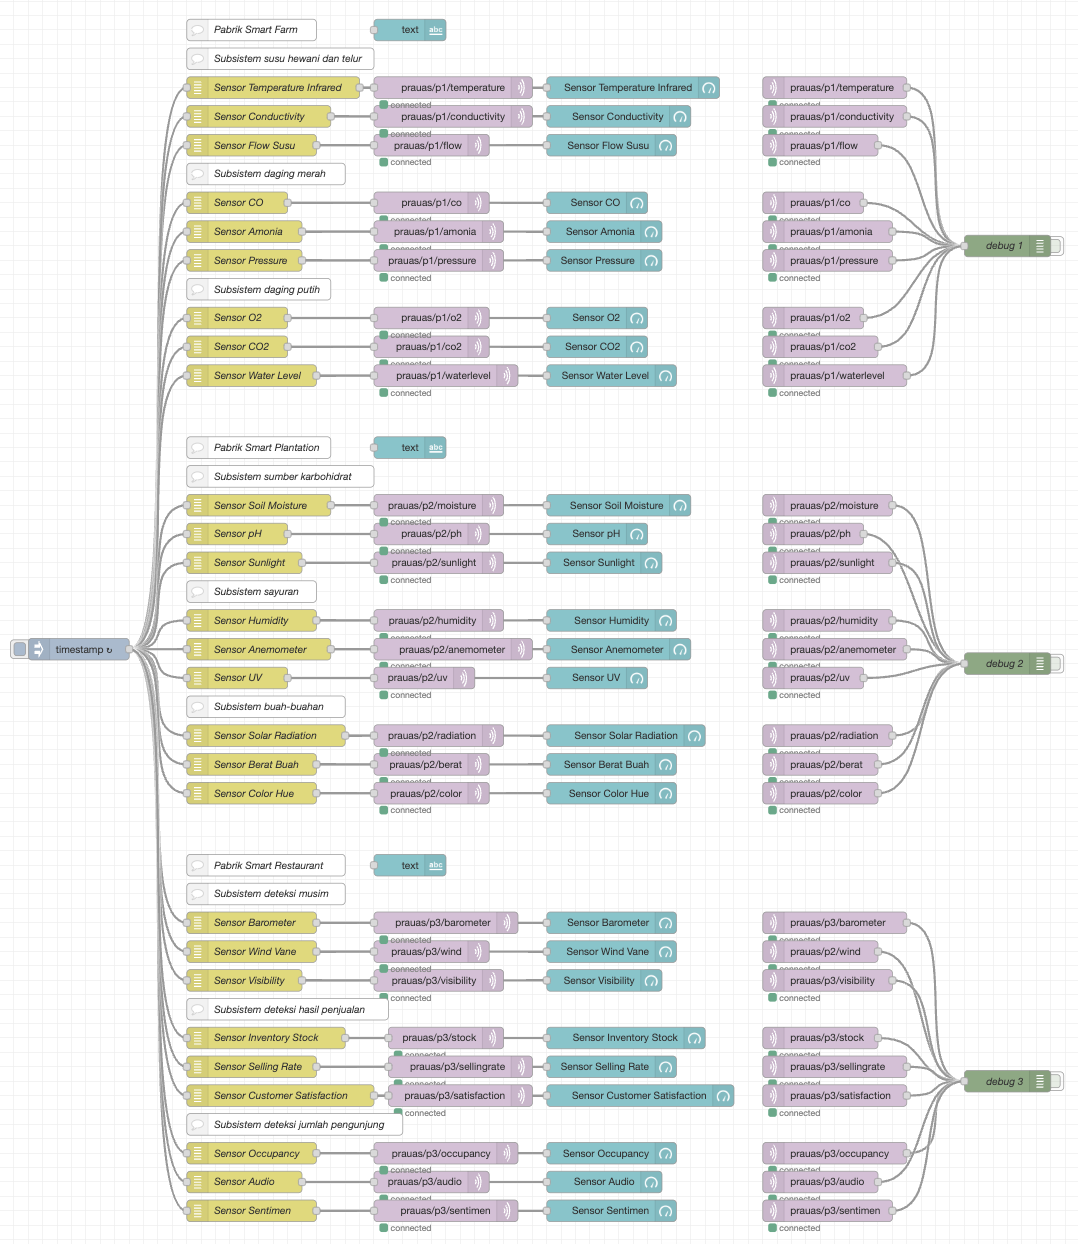 Pabrik Smart Farm text abc
Subsistem susu hewani dan telur
Sensor Temperature Infrared prauas/p1/temperature Sensor Temperature Infrared prauas/p1/temperature
connected connected
Sensor Conductivity prauas/p1/conductivity Sensor Conductivity prauas/p1/conductivity
connected connected
Sensor Flow Susu prauas/p1/flow Sensor Flow Susu prauas/p1/flow
connected connected
Subsistem daging merah
Sensor CO prauas/p1/co Sensor CO prauas/p1/co
connected connected
Sensor Amonia prauas/p1/amonia Sensor Amonia prauas/p1/amonia
debug 1
connected connected
Sensor Pressure prauas/p1/pressure Sensor Pressure prauas/p1/pressure
connected connected
Subsistem daging putih
Sensor O2 prauas/p1/o2 Sensor O2 prauas/p1/o2
connected connected
Sensor CO2 prauas/p1/co2 Sensor CO2 prauas/p1/co2
connected connected
Sensor Water Level prauas/p1/waterlevel Sensor Water Level prauas/p1/waterlevel
connected connected
Pabrik Smart Plantation text abc
Subsistem sumber karbohidrat
Sensor Soil Moisture prauas/p2/moisture Sensor Soil Moisture prauas/p2/moisture
connected connected
Sensor pH prauas/p2/ph Sensor pH prauas/p2/ph
connected connected
Sensor Sunlight prauas/p2/sunlight Sensor Sunlight prauas/p2/sunlight
connected connected
Subsistem sayuran
Sensor Humidity prauas/p2/humidity Sensor Humidity prauas/p2/humidity
connected connected
timestamp ↻ Sensor Anemometer prauas/p2/anemometer Sensor Anemometer prauas/p2/anemometer
debug 2
connected connected
Sensor UV prauas/p2/uv Sensor UV prauas/p2/uv
connected connected
Subsistem buah-buahan
Sensor Solar Radiation prauas/p2/radiation Sensor Solar Radiation prauas/p2/radiation
connected connected
Sensor Berat Buah prauas/p2/berat Sensor Berat Buah prauas/p2/berat
connected connected
Sensor Color Hue prauas/p2/color Sensor Color Hue prauas/p2/color
connected connected
Pabrik Smart Restaurant text abc
Subsistem deteksi musim
Sensor Barometer prauas/p3/barometer Sensor Barometer prauas/p3/barometer
connected connected
Sensor Wind Vane prauas/p3/wind Sensor Wind Vane prauas/p2/wind
connected connected
Sensor Visibility prauas/p3/visibility Sensor Visibility prauas/p3/visibility
connected connected
Subsistem deteksi hasil penjualan
Sensor Inventory Stock prauas/p3/stock Sensor Inventory Stock prauas/p3/stock
connected connected
Sensor Selling Rate prauas/p3/sellingrate Sensor Selling Rate prauas/p3/sellingrate
debug 3
connected connected
Sensor Customer Satisfaction prauas/p3/satisfaction Sensor Customer Satisfaction prauas/p3/satisfaction
connected connected
Subsistem deteksi jumlah pengunjung
Sensor Occupancy prauas/p3/occupancy Sensor Occupancy prauas/p3/occupancy
connected connected
Sensor Audio prauas/p3/audio Sensor Audio prauas/p3/audio
connected connected
Sensor Sentimen prauas/p3/sentimen Sensor Sentimen prauas/p3/sentimen
connected connected